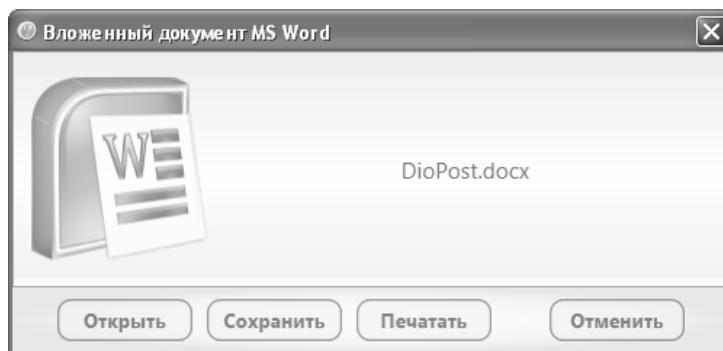 Вложенный документ MS Word
W
DioPost.docx
Открыть Сохранить Печатать Отменить